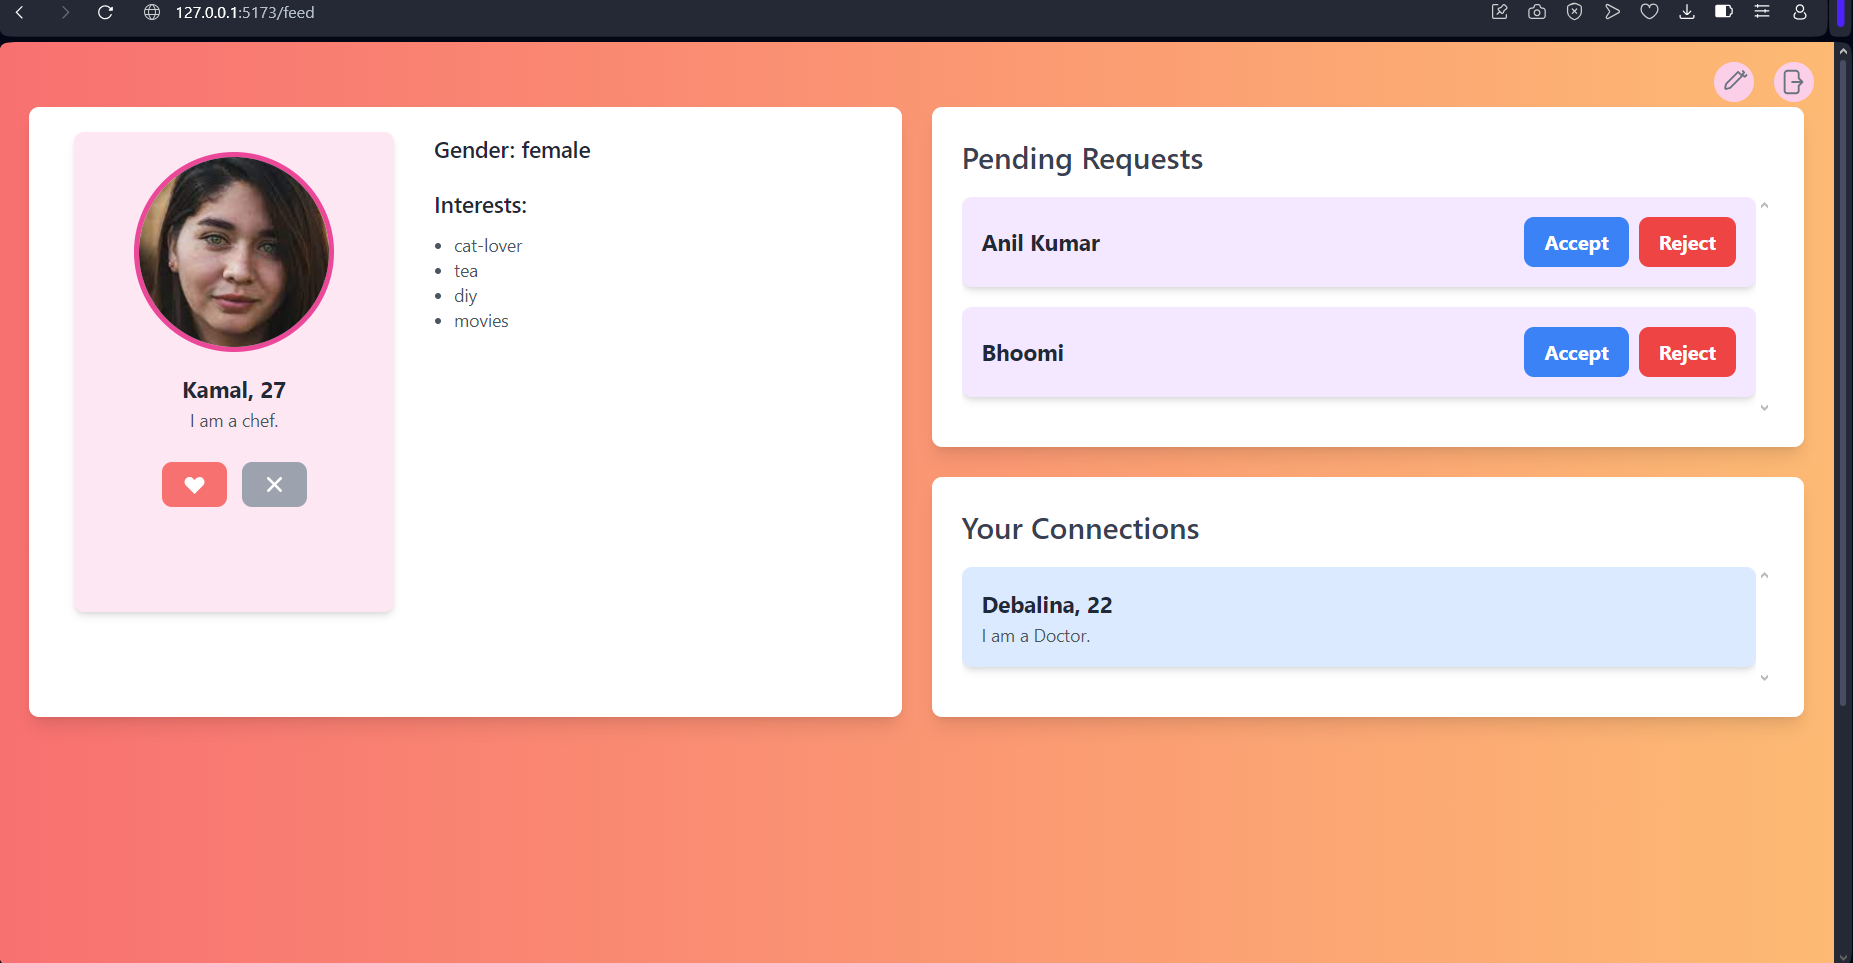 127.0.0.1:5173/feed
Gender: female
Interests:
cat-lover
tea
diy
movies
Kamal, 27
I am a chef.
Pending Requests
Anil Kumar
Accept
Reject
Bhoomi
Accept
Reject
Your Connections
Debalina, 22
I am a Doctor.